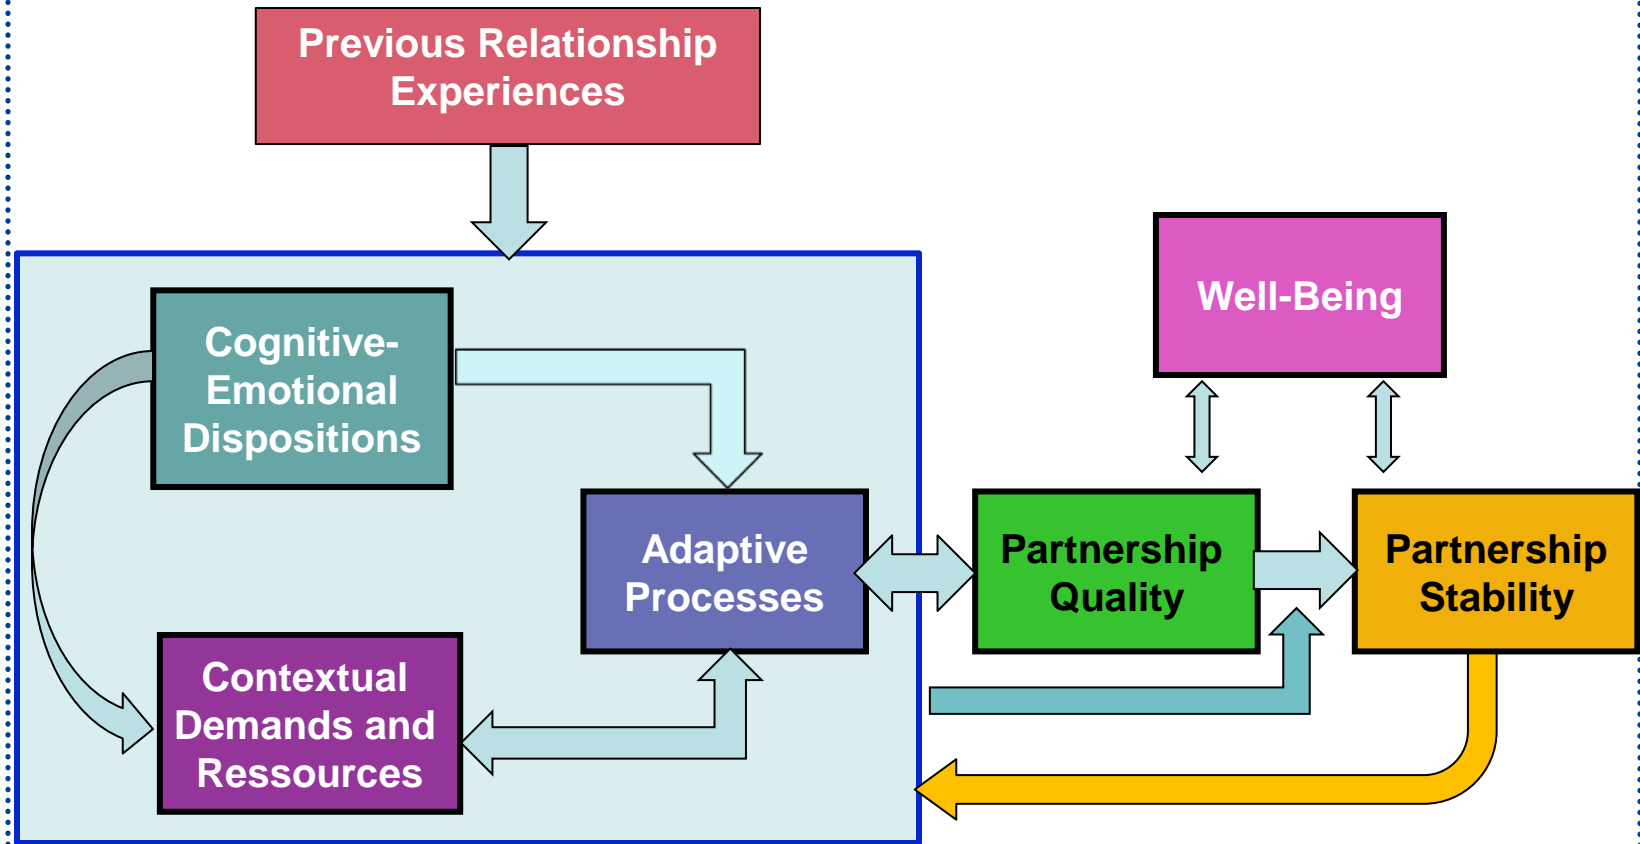 Previous Relationship
Experiences
Well-Being
Cognitive-
Emotional
Dispositions
Adaptive
Processes
Partnership
Quality
Partnership
Stability
Contextual
Demands and
Ressources